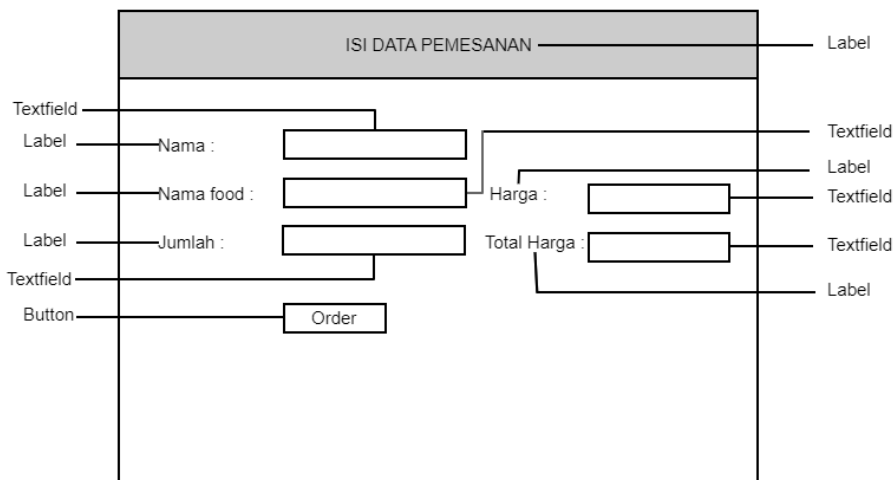 ISI DATA PEMESANAN
Label
Textfield
Label
Nama :
Textfield
Label
Label
Nama food :
Harga :
Textfield
Label
Jumlah :
Total Harga :
Textfield
Textfield
Label
Button
Order